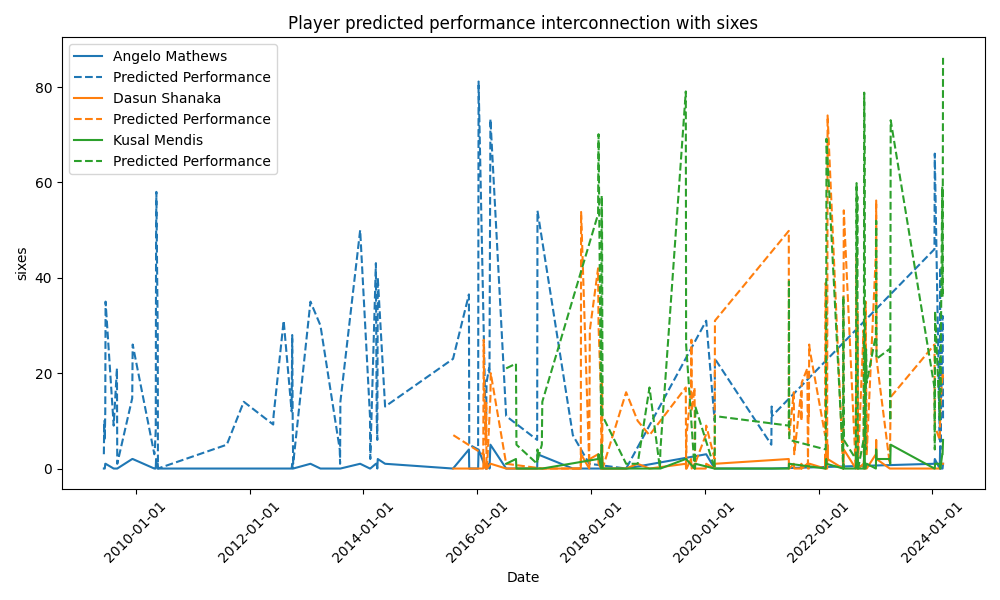 Player predicted performance interconnection with sixes
Angelo Mathews
Predicted Performance
Dasun Shanaka
Predicted Performance
Kusal Mendis
Predicted Performance
80
60
40
20
0
sixes
2010-01-01
2012-01-01
2014-01-01
2016-01-01
2018-01-01
2020-01-01
2022-01-01
2024-01-01
Date